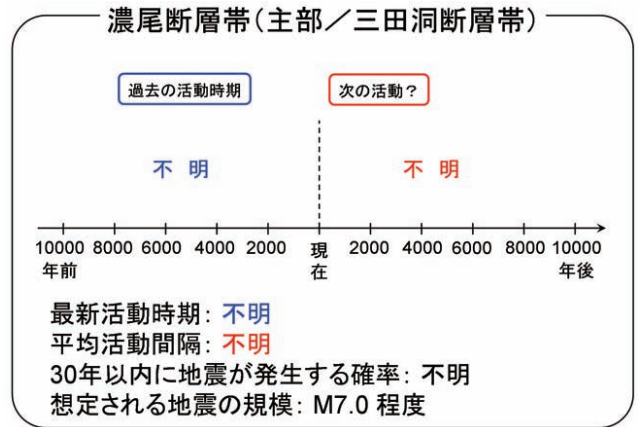 濃尾断層帯(主部／三田洞断層帯)
過去の活動時期 次の活動？
不 明 不 明
10000 8000 6000 4000 2000 現在 2000 4000 6000 8000 10000
年前 年後
最新活動時期: 不明
平均活動間隔: 不明
30年以内に地震が発生する確率: 不明
想定される地震の規模: M7.0 程度